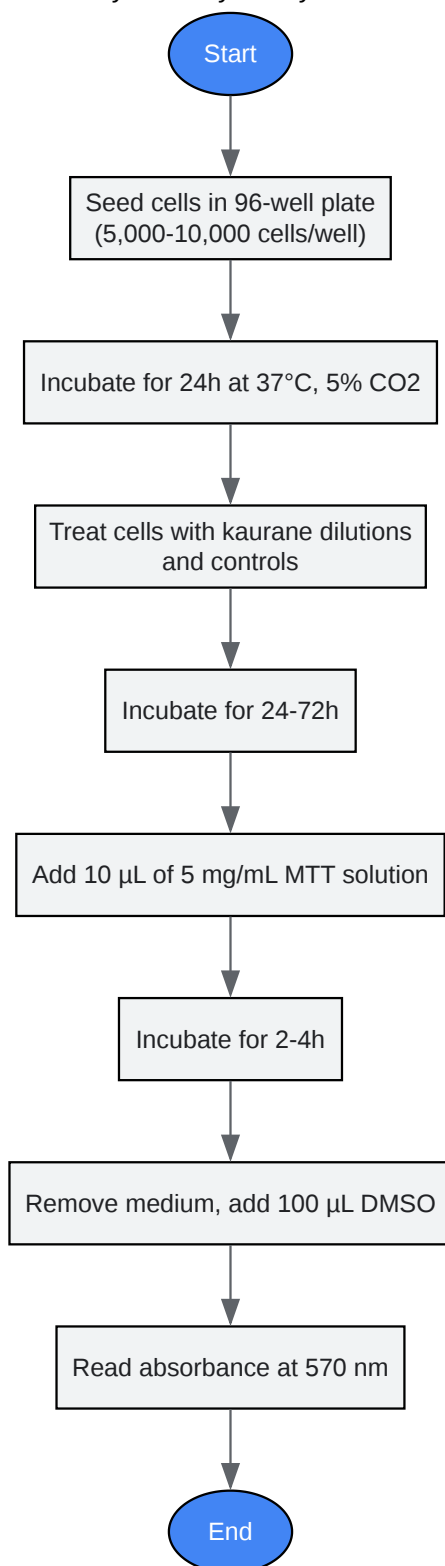 Start
Seed cells in 96-well plate
(5,000-10,000 cells/well)
Incubate for 24h at 37°C, 5% CO2
Treat cells with kaurane dilutions
and controls
Incubate for 24-72h
Add 10 µL of 5 mg/mL MTT solution
Incubate for 2-4h
Remove medium, add 100 µL DMSO
Read absorbance at 570 nm
End